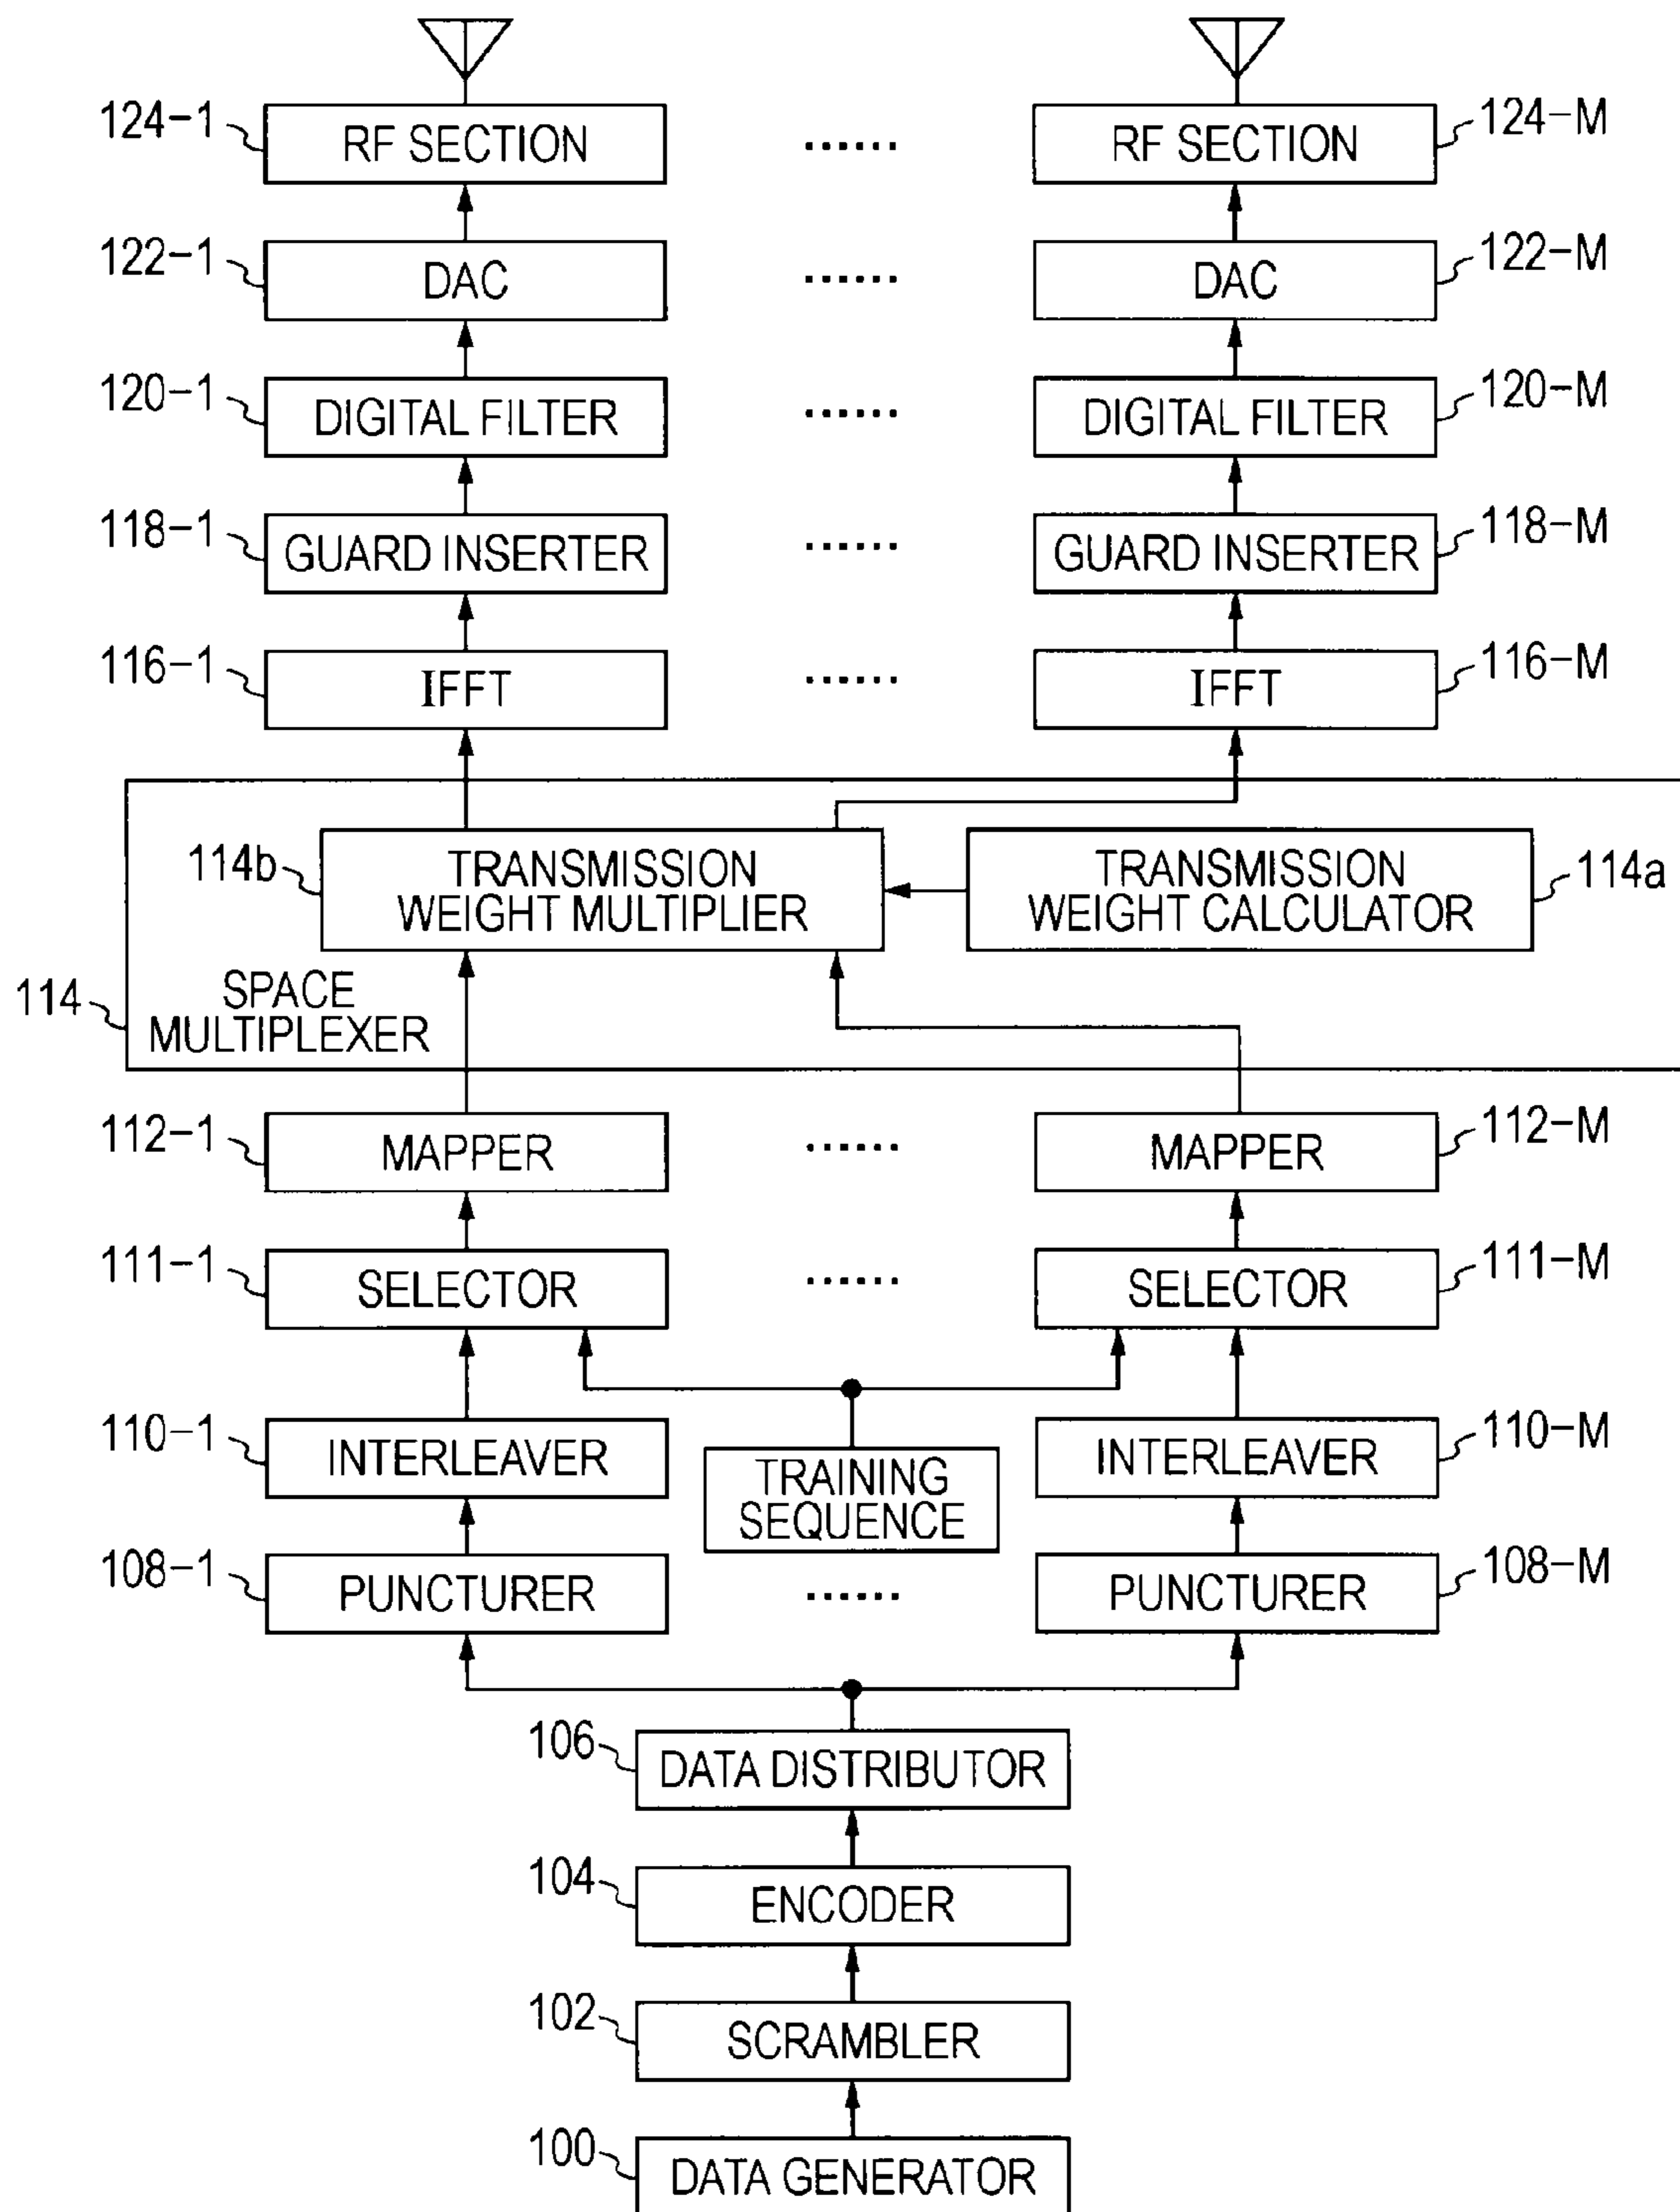 124-1
RF SECTION
......
RF SECTION
124-M
122-1
DAC
......
DAC
122-M
120-1
DIGITAL FILTER
......
DIGITAL FILTER
120-M
118-1
GUARD INSERTER
......
GUARD INSERTER
118-M
116-1
IFFT
......
IFFT
116-M
114b
TRANSMISSION
WEIGHT MULTIPLIER
TRANSMISSION
WEIGHT CALCULATOR
114a
114
SPACE
MULTIPLEXER
112-1
MAPPER
......
MAPPER
112-M
111-1
SELECTOR
......
SELECTOR
111-M
110-1
INTERLEAVER
TRAINING
SEQUENCE
INTERLEAVER
110-M
108-1
PUNCTURER
......
PUNCTURER
108-M
106
DATA DISTRIBUTOR
104
ENCODER
102
SCRAMBLER
100
DATA GENERATOR